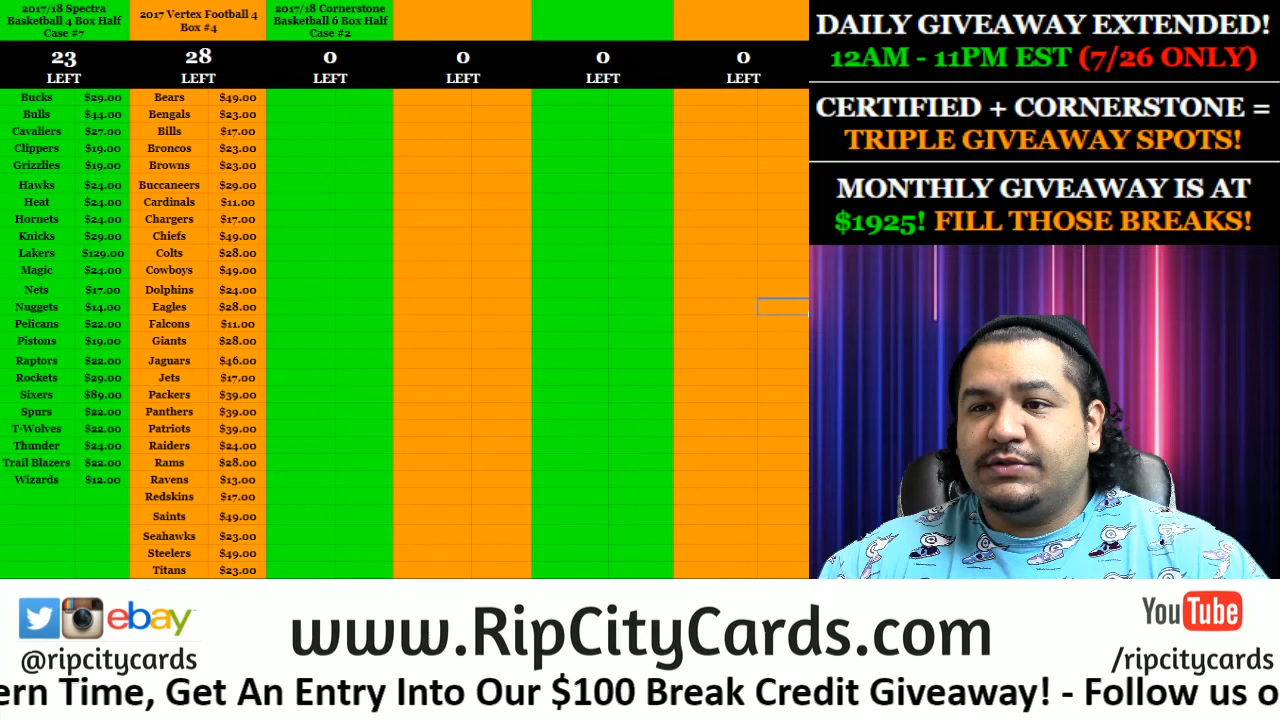 2017/18 Spectra
Basketball 4 Box Half
Case #7
2017 Vertex Football 4
Box #4
2017/18 Cornerstone
Basketball 6 Box Half
Case #2
23 28 0 0 0 0
LEFT LEFT LEFT LEFT LEFT LEFT
Bucks $29.00 Bears $49.00
Bulls $44.00 Bengals $23.00
Cavaliers $27.00 Bills $17.00
Clippers $19.00 Broncos $23.00
Grizzlies $19.00 Browns $23.00
Hawks $24.00 Buccaneers $29.00
Heat $24.00 Cardinals $11.00
Hornets $24.00 Chargers $17.00
Knicks $29.00 Chiefs $49.00
Lakers $129.00 Colts $28.00
Magic $24.00 Cowboys $49.00
Nets $17.00 Dolphins $24.00
Nuggets $14.00 Eagles $28.00
Pelicans $22.00 Falcons $11.00
Pistons $19.00 Giants $28.00
Raptors $22.00 Jaguars $46.00
Rockets $29.00 Jets $17.00
Sixers $89.00 Packers $39.00
Spurs $22.00 Panthers $39.00
T-Wolves $22.00 Patriots $39.00
Thunder $24.00 Raiders $24.00
Trail Blazers $22.00 Rams $28.00
Wizards $12.00 Ravens $13.00
Redskins $17.00
Saints $49.00
Seahawks $23.00
Steelers $49.00
Titans $23.00
DAILY GIVEAWAY EXTENDED!
12AM - 11PM EST (7/26 ONLY)
CERTIFIED + CORNERSTONE =
TRIPLE GIVEAWAY SPOTS!
MONTHLY GIVEAWAY IS AT
$1925! FILL THOSE BREAKS!
ebay
@ripcitycards
www.RipCityCards.com
YouTube
/ripcitycards
ern Time, Get An Entry Into Our $100 Break Credit Giveaway! - Follow us o